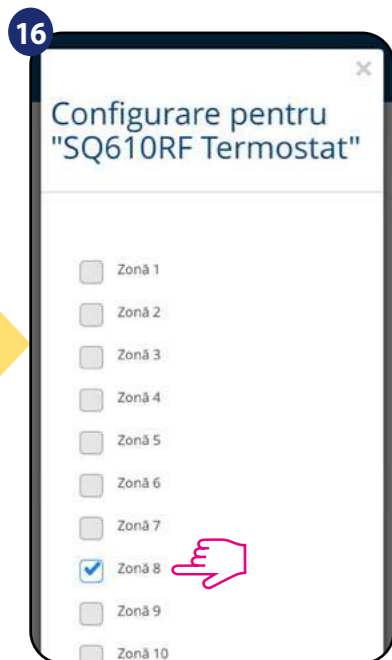 16
×
Configurare pentru
"SQ610RF Termostat"
Zonă 1
Zonă 2
Zonă 3
Zonă 4
Zonă 5
Zonă 6
Zonă 7
Zonă 8
Zonă 9
Zonă 10